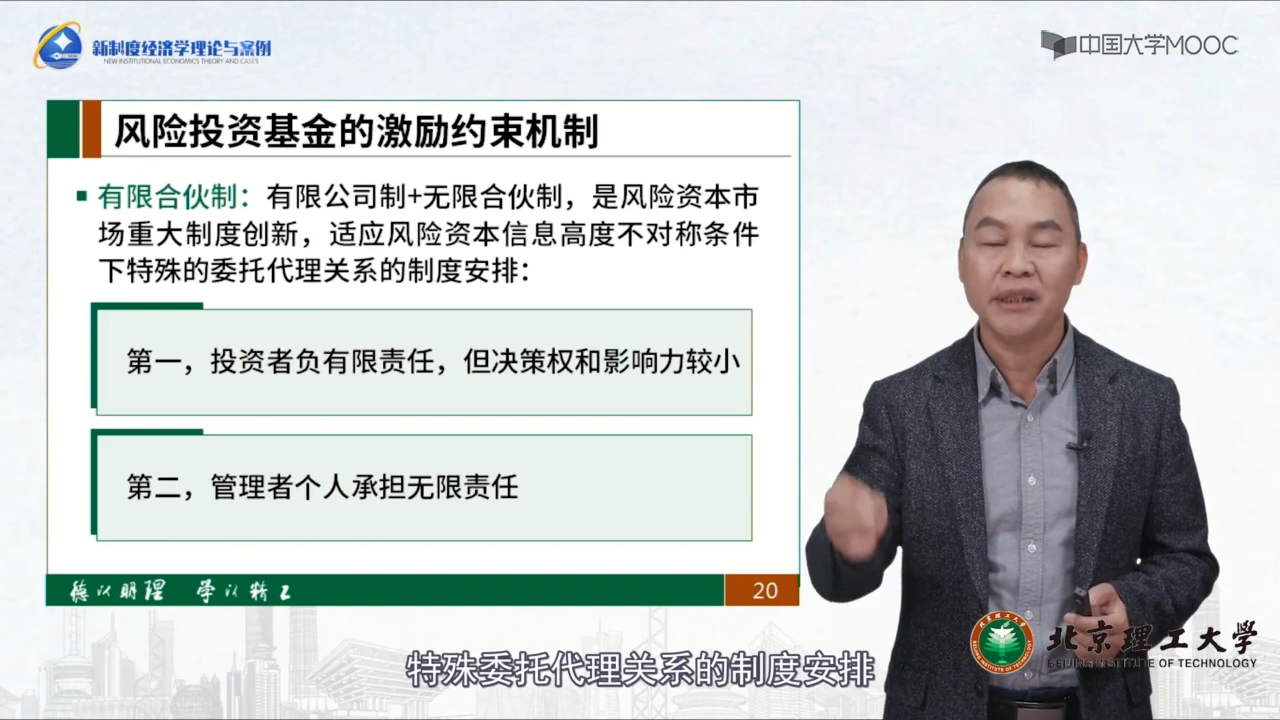 新制度经济学理论与案例
NEW INSTITUTIONAL ECONOMICS THEORY AND CASES
中国大学MOOC
风险投资基金的激励约束机制
有限合伙制：有限公司制+无限合伙制，是风险资本市
场重大制度创新，适应风险资本信息高度不对称条件
下特殊的委托代理关系的制度安排：
第一，投资者负有限责任，但决策权和影响力较小
第二，管理者个人承担无限责任
德以明理 学以精工
20
北京理工大学
BEIJING INSTITUTE OF TECHNOLOGY
特殊委托代理关系的制度安排